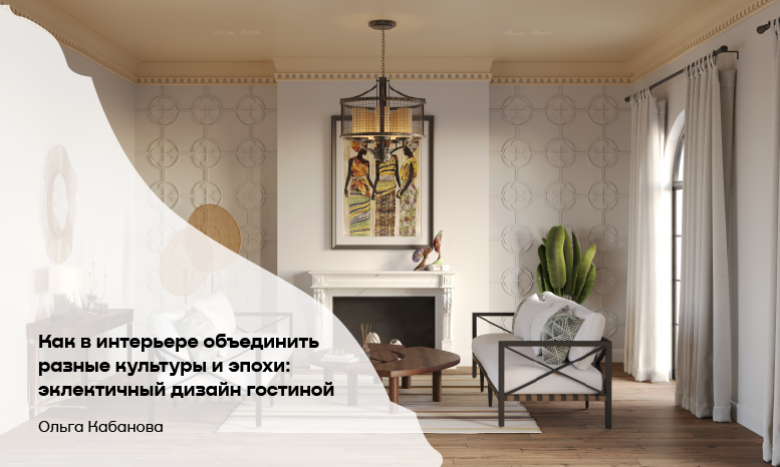 Как в интерьере объединить
разные культуры и эпохи:
эклектичный дизайн гостиной
Ольга Кабанова